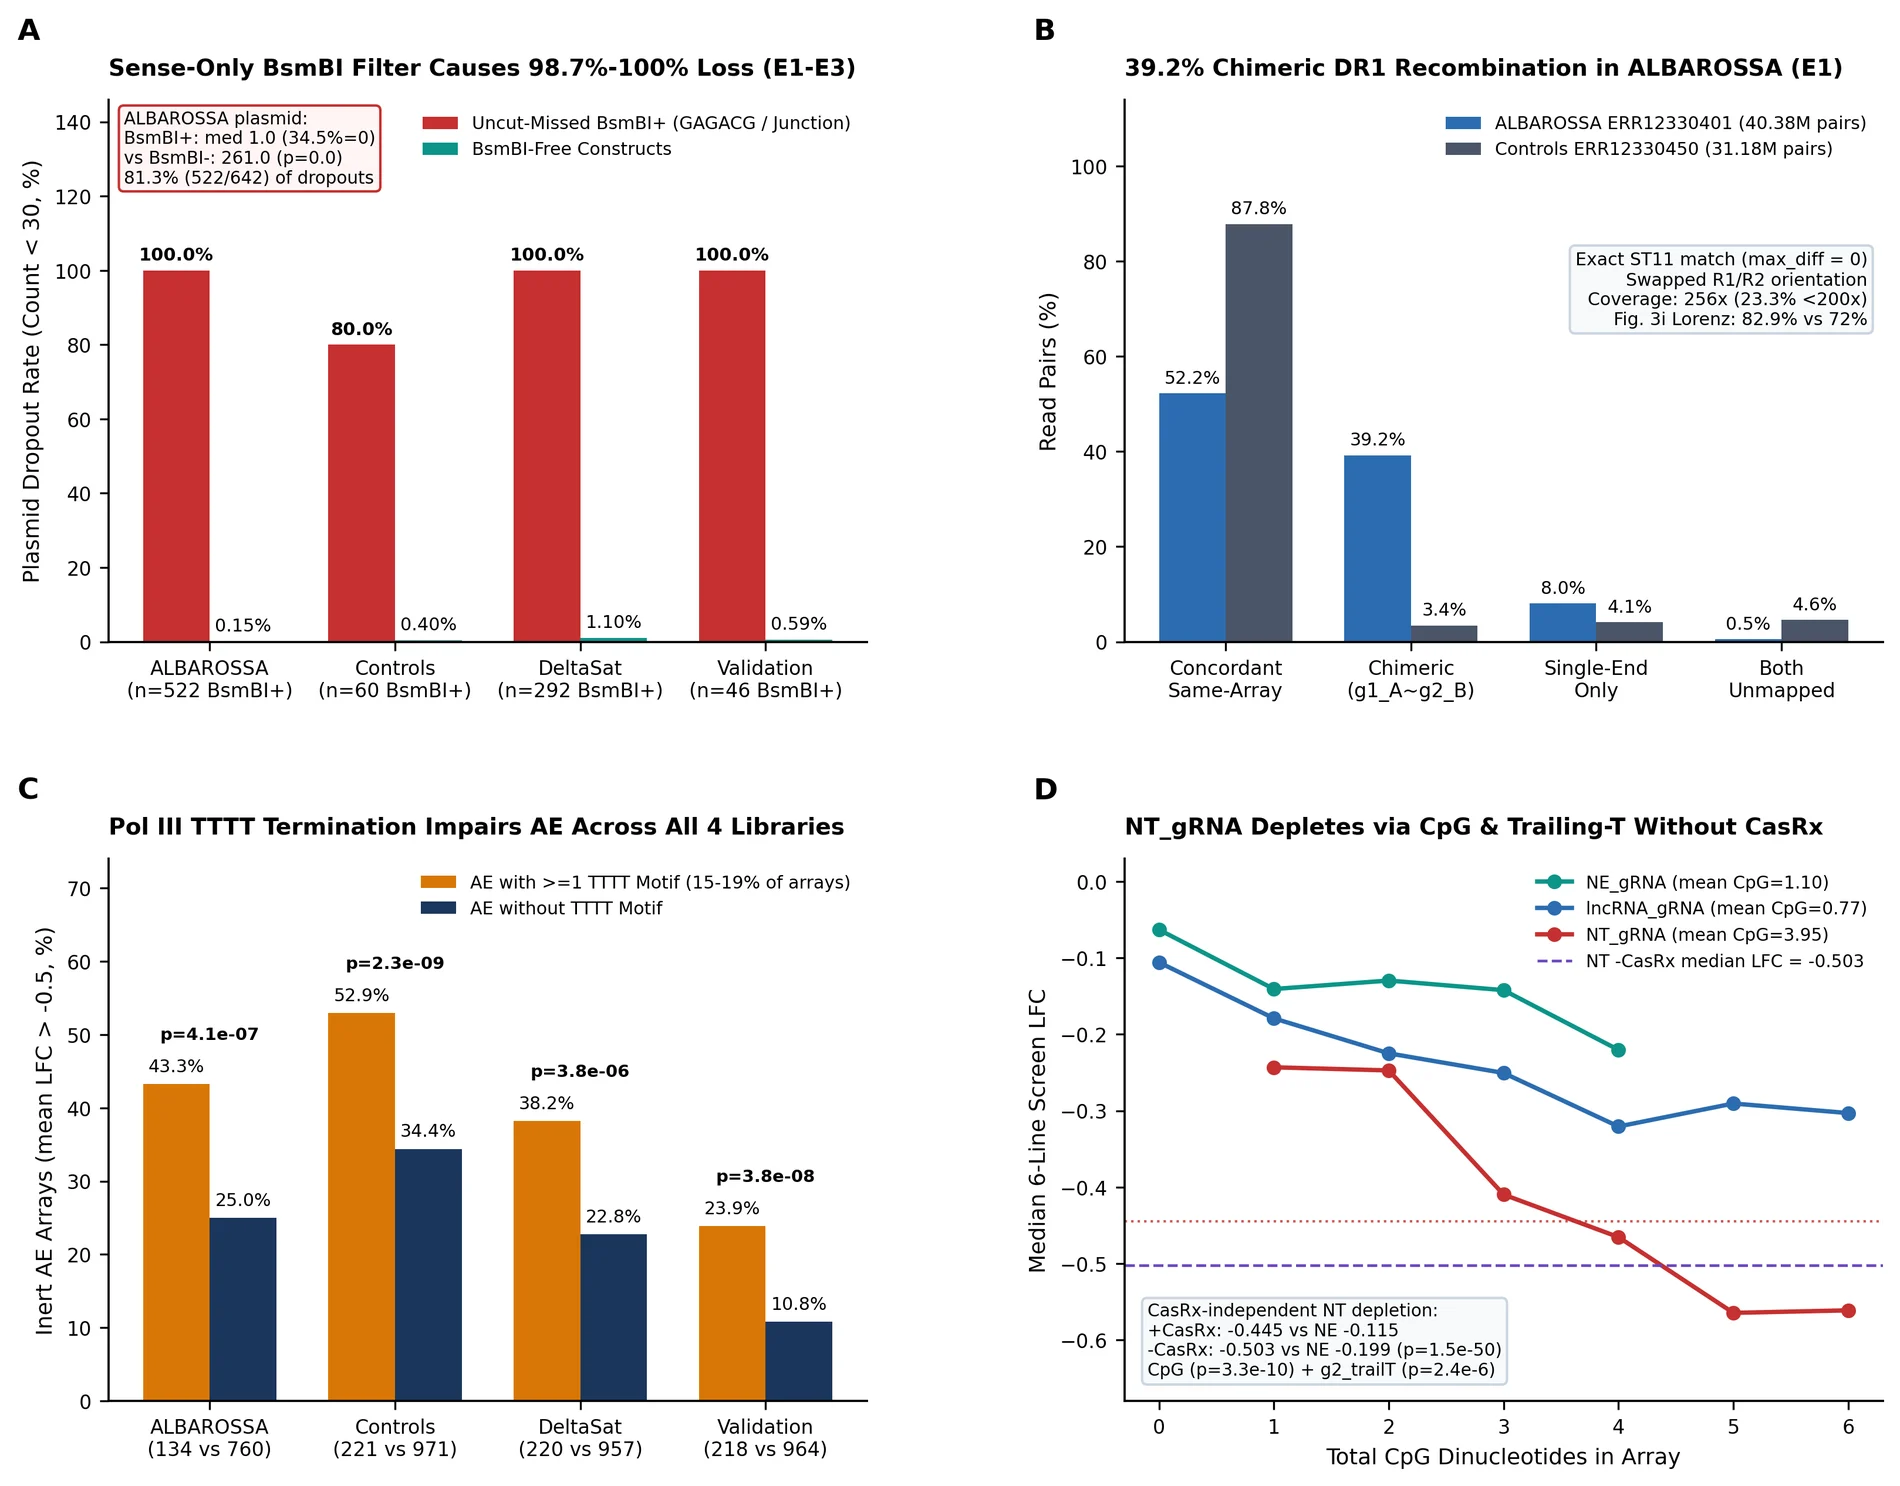 A
Sense-Only BsmBI Filter Causes 98.7%-100% Loss (E1-E3)
Plasmid Dropout Rate (Count < 30, %)
140
120
100
80
60
40
20
0
ALBAROSSA plasmid:
BsmBI+: med 1.0 (34.5%=0)
vs BsmBI-: 261.0 (p=0.0)
81.3% (522/642) of dropouts
Uncut-Missed BsmBI+ (GAGACG / Junction)
BsmBI-Free Constructs
100.0%
0.15%
80.0%
0.40%
100.0%
1.10%
100.0%
0.59%
ALBAROSSA
(n=522 BsmBI+)
Controls
(n=60 BsmBI+)
DeltaSat
(n=292 BsmBI+)
Validation
(n=46 BsmBI+)
B
39.2% Chimeric DR1 Recombination in ALBAROSSA (E1)
Read Pairs (%)
100
80
60
40
20
0
ALBAROSSA ERR12330401 (40.38M pairs)
Controls ERR12330450 (31.18M pairs)
Exact ST11 match (max_diff = 0)
Swapped R1/R2 orientation
Coverage: 256x (23.3% <200x)
Fig. 3i Lorenz: 82.9% vs 72%
52.2%
87.8%
39.2%
3.4%
8.0%
4.1%
0.5%
4.6%
Concordant
Same-Array
Chimeric
(g1_A~g2_B)
Single-End
Only
Both
Unmapped
C
Pol III TTTT Termination Impairs AE Across All 4 Libraries
Inert AE Arrays (mean LFC > -0.5, %)
70
60
50
40
30
20
10
0
AE with >=1 TTTT Motif (15-19% of arrays)
AE without TTTT Motif
p=4.1e-07
43.3%
25.0%
p=2.3e-09
52.9%
34.4%
p=3.8e-06
38.2%
22.8%
p=3.8e-08
23.9%
10.8%
ALBAROSSA
(134 vs 760)
Controls
(221 vs 971)
DeltaSat
(220 vs 957)
Validation
(218 vs 964)
D
NT_gRNA Depletes via CpG & Trailing-T Without CasRx
Median 6-Line Screen LFC
0.0
−0.1
−0.2
−0.3
−0.4
−0.5
−0.6
NE_gRNA (mean CpG=1.10)
lncRNA_gRNA (mean CpG=0.77)
NT_gRNA (mean CpG=3.95)
NT -CasRx median LFC = -0.503
CasRx-independent NT depletion:
+CasRx: -0.445 vs NE -0.115
-CasRx: -0.503 vs NE -0.199 (p=1.5e-50)
CpG (p=3.3e-10) + g2_trailT (p=2.4e-6)
0
1
2
3
4
5
6
Total CpG Dinucleotides in Array